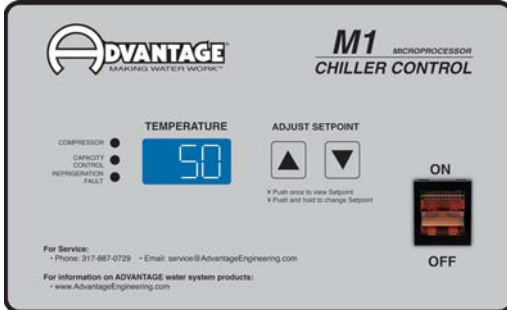 ADVANTAGE
MAKING WATER WORK™
M1 MICROPROCESSOR
CHILLER CONTROL
TEMPERATURE
50
COMPRESSOR
CAPACITY
CONTROL
REFRIGERATION
FAULT
ADJUST SETPOINT
¥ Push once to view Setpoint
¥ Push and hold to change Setpoint
ON
OFF
For Service:
• Phone: 317-887-0729 • Email: service@AdvantageEngineering.com
For information on ADVANTAGE water system products:
• www.AdvantageEngineering.com